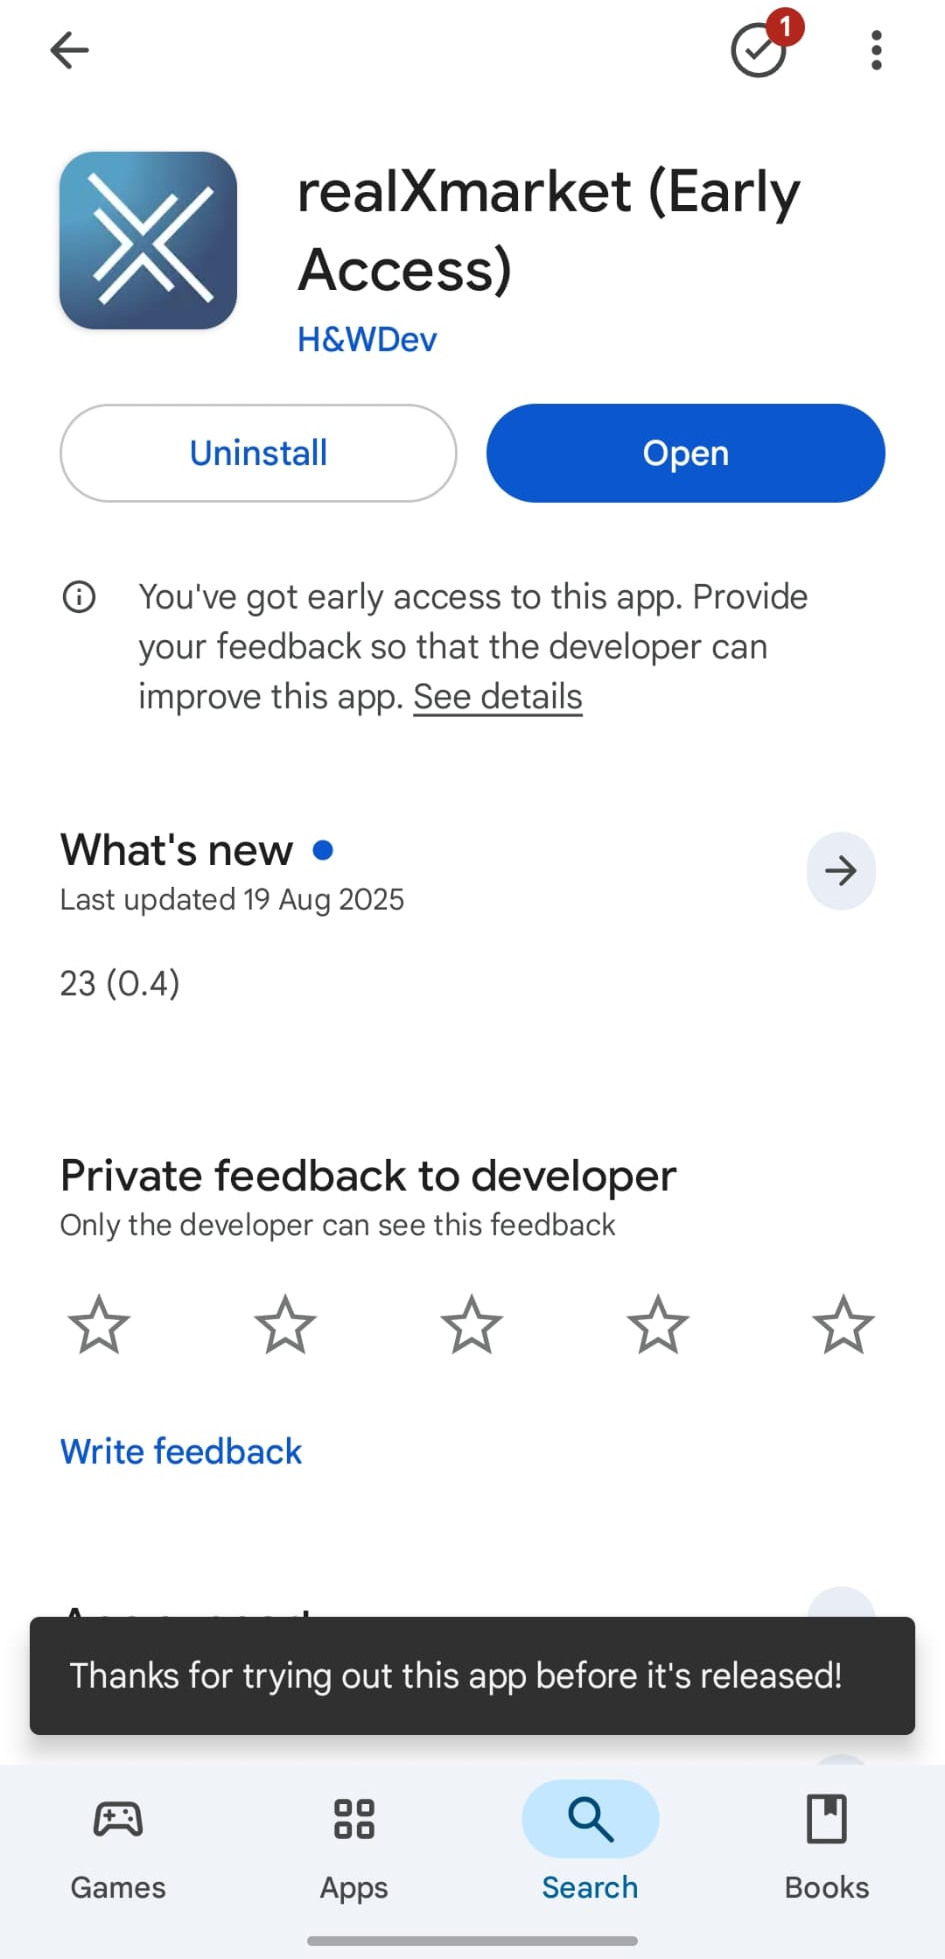 1
realXmarket (Early
Access)
H&WDev
Uninstall
Open
You've got early access to this app. Provide
your feedback so that the developer can
improve this app. See details
What's new
Last updated 19 Aug 2025
23 (0.4)
Private feedback to developer
Only the developer can see this feedback
Write feedback
Thanks for trying out this app before it's released!
Games
Apps
Search
Books